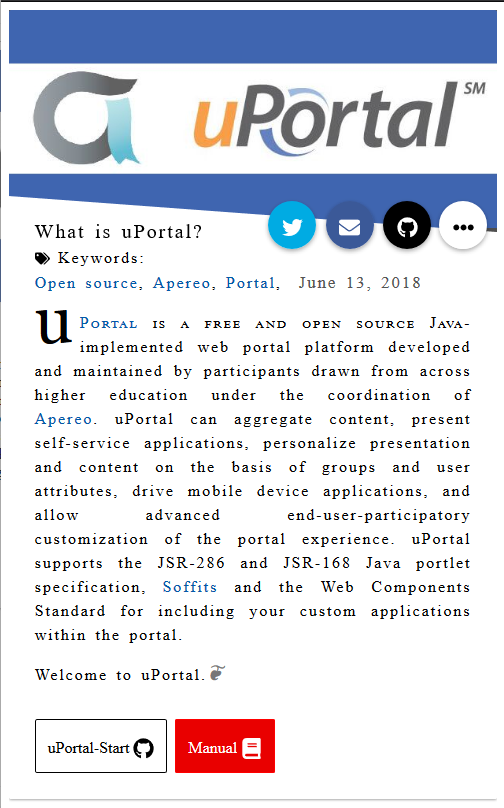 uPortal SM
What is uPortal?
Keywords:
Open source, Apereo, Portal, June 13, 2018
uPortal is a free and open source Java-
implemented web portal platform developed
and maintained by participants drawn from across
higher education under the coordination of
Apereo. uPortal can aggregate content, present
self-service applications, personalize presentation
and content on the basis of groups and user
attributes, drive mobile device applications, and
allow advanced end-user-participatory
customization of the portal experience. uPortal
supports the JSR-286 and JSR-168 Java portlet
specification, Soffits and the Web Components
Standard for including your custom applications
within the portal.
Welcome to uPortal.
uPortal-Start
Manual